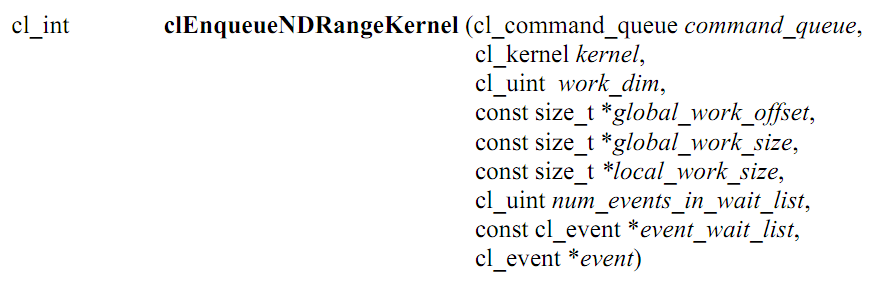 cl_int clEnqueueNDRangeKernel (cl_command_queue command_queue,
cl_kernel kernel,
cl_uint work_dim,
const size_t *global_work_offset,
const size_t *global_work_size,
const size_t *local_work_size,
cl_uint num_events_in_wait_list,
const cl_event *event_wait_list,
cl_event *event)